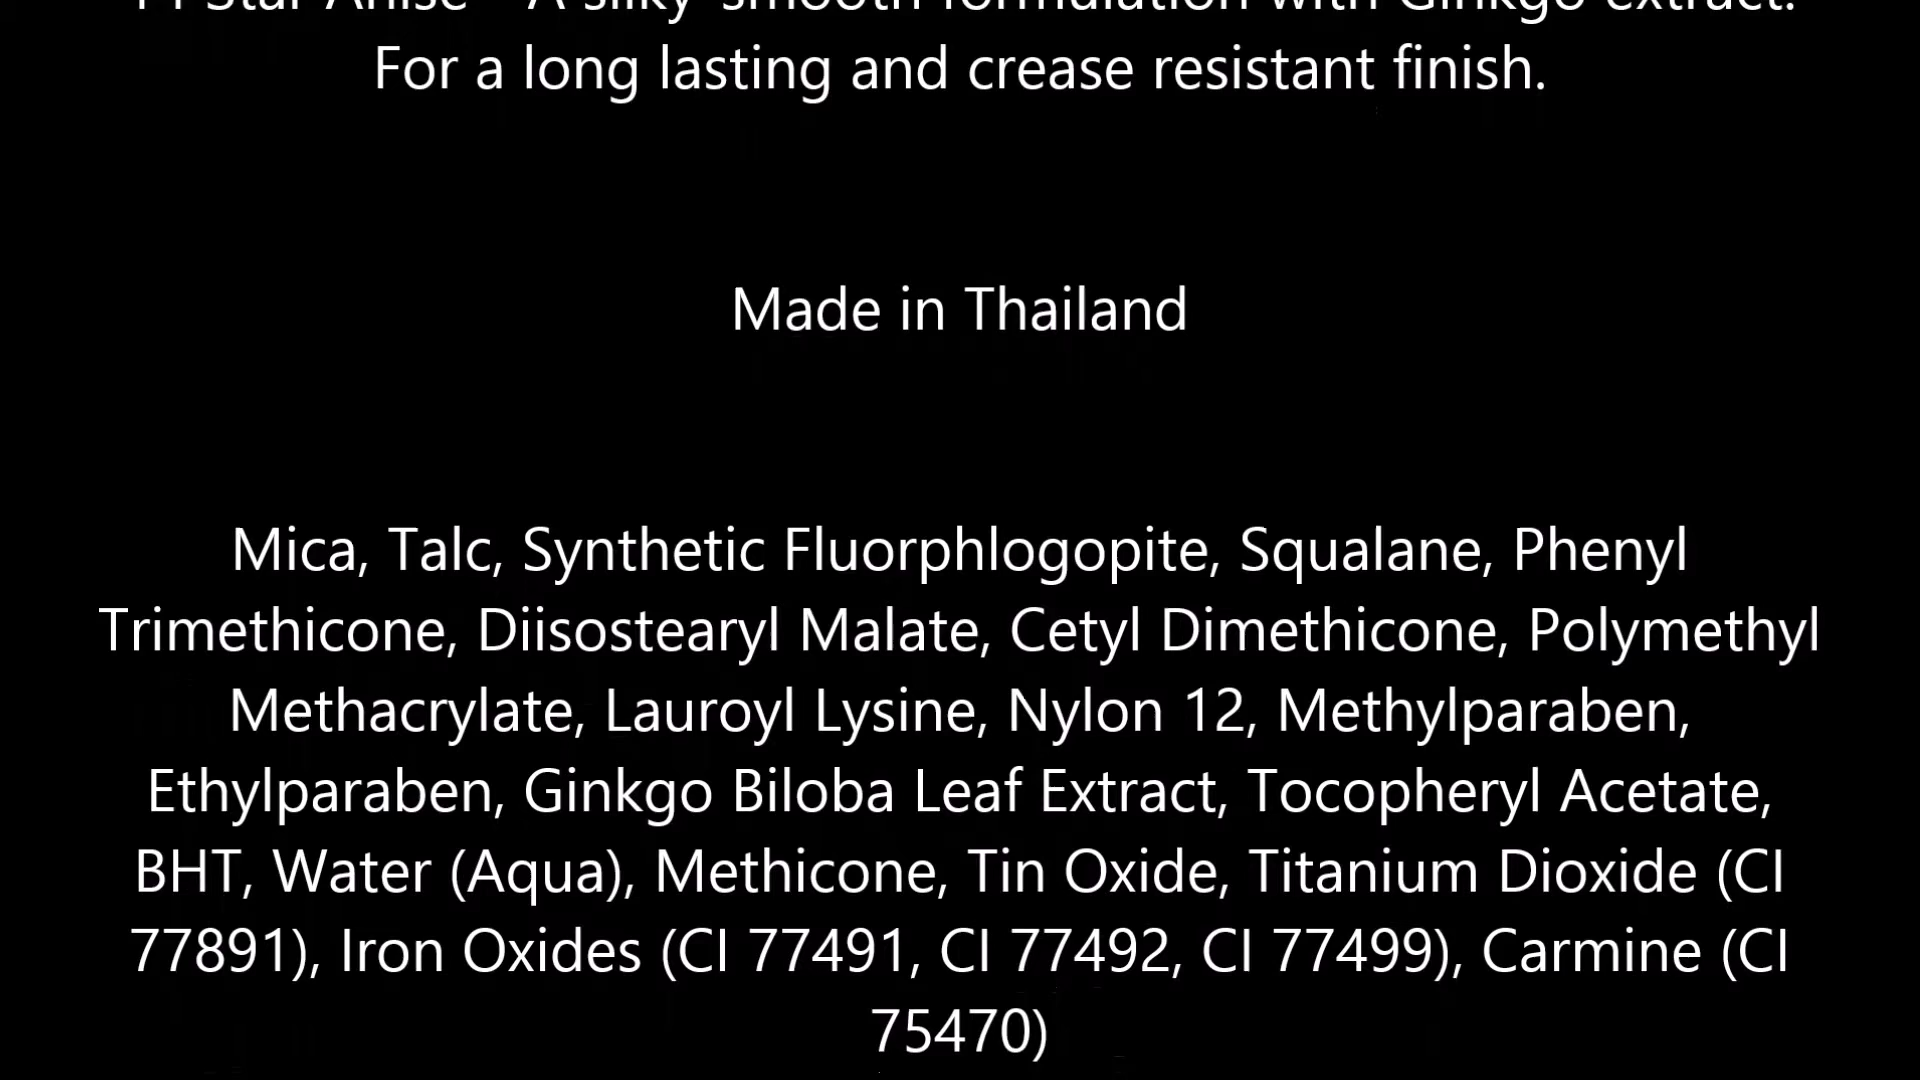 Star Anise - A silky-smooth formulation with Ginkgo extract.
For a long lasting and crease resistant finish.
Made in Thailand
Mica, Talc, Synthetic Fluorphlogopite, Squalane, Phenyl
Trimethicone, Diisostearyl Malate, Cetyl Dimethicone, Polymethyl
Methacrylate, Lauroyl Lysine, Nylon 12, Methylparaben,
Ethylparaben, Ginkgo Biloba Leaf Extract, Tocopheryl Acetate,
BHT, Water (Aqua), Methicone, Tin Oxide, Titanium Dioxide (CI
77891), Iron Oxides (CI 77491, CI 77492, CI 77499), Carmine (CI
75470)